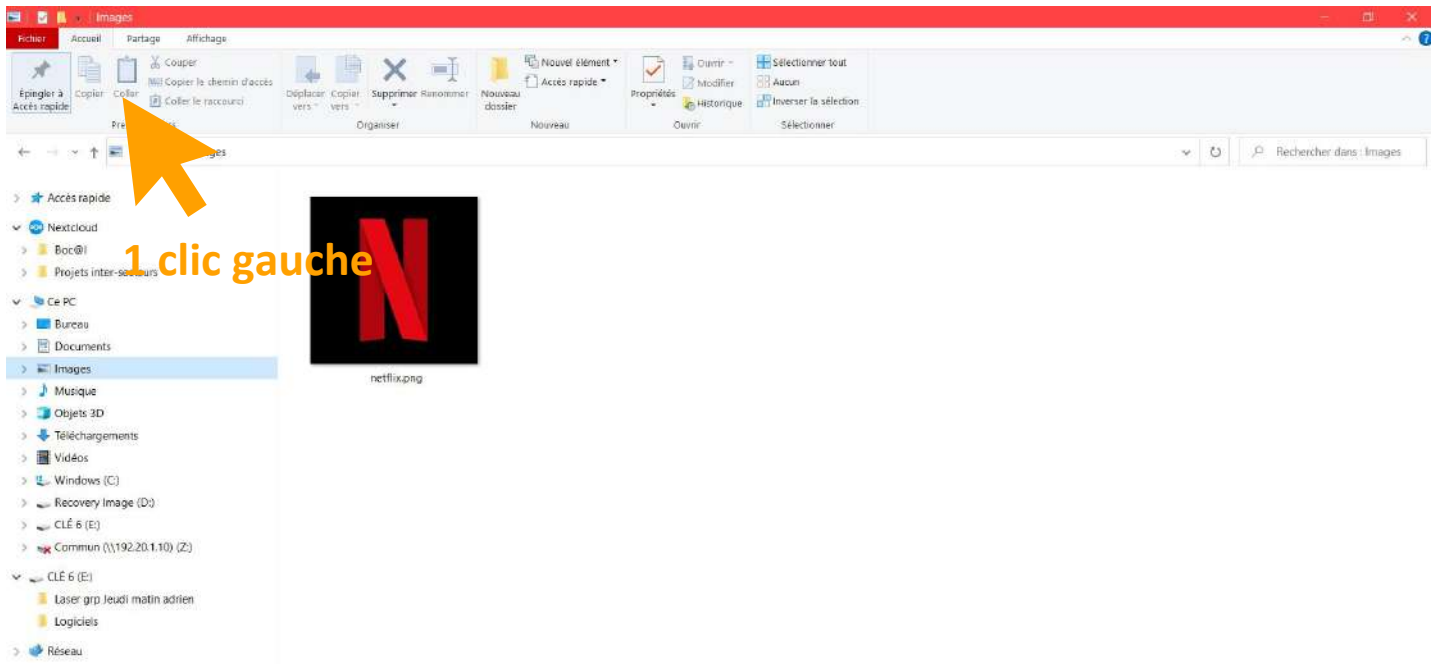 Images
Fichier Accueil Partage Affichage
Épingler à Accès rapide
Copier
Coller
Couper
Copier le chemin d'accès
Coller le raccourci
Déplacer vers
Copier vers
Supprimer
Renommer
Organiser
Nouveau dossier
Nouvel élément
Accès rapide
Nouveau
Propriétés
Ouvrir
Modifier
Historique
Ouvrir
Sélectionner tout
Aucun
Inverser la sélection
Sélectionner
Rechercher dans : Images
Accès rapide
Nextcloud
Boc@l
Projets inter-secteurs
1 clic gauche
Ce PC
Bureau
Documents
Images
Musique
Objets 3D
Téléchargements
Vidéos
Windows (C:)
Recovery Image (D:)
CLÉ 6 (E:)
Commun (\\192.20.1.10) (Z:)
CLÉ 6 (E:)
Laser grp Jeudi matin adrien
Logiciels
Réseau
N
netflix.png